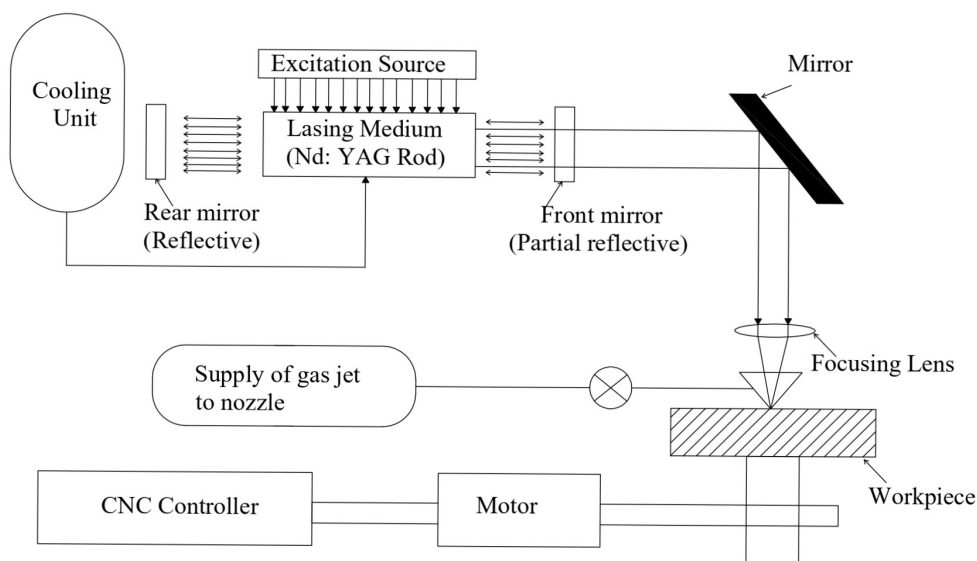 Excitation Source
Cooling
Unit
Mirror
Lasing Medium
(Nd: YAG Rod)
Rear mirror
(Reflective)
Front mirror
(Partial reflective)
Focusing Lens
Supply of gas jet
to nozzle
Workpiece
CNC Controller
Motor